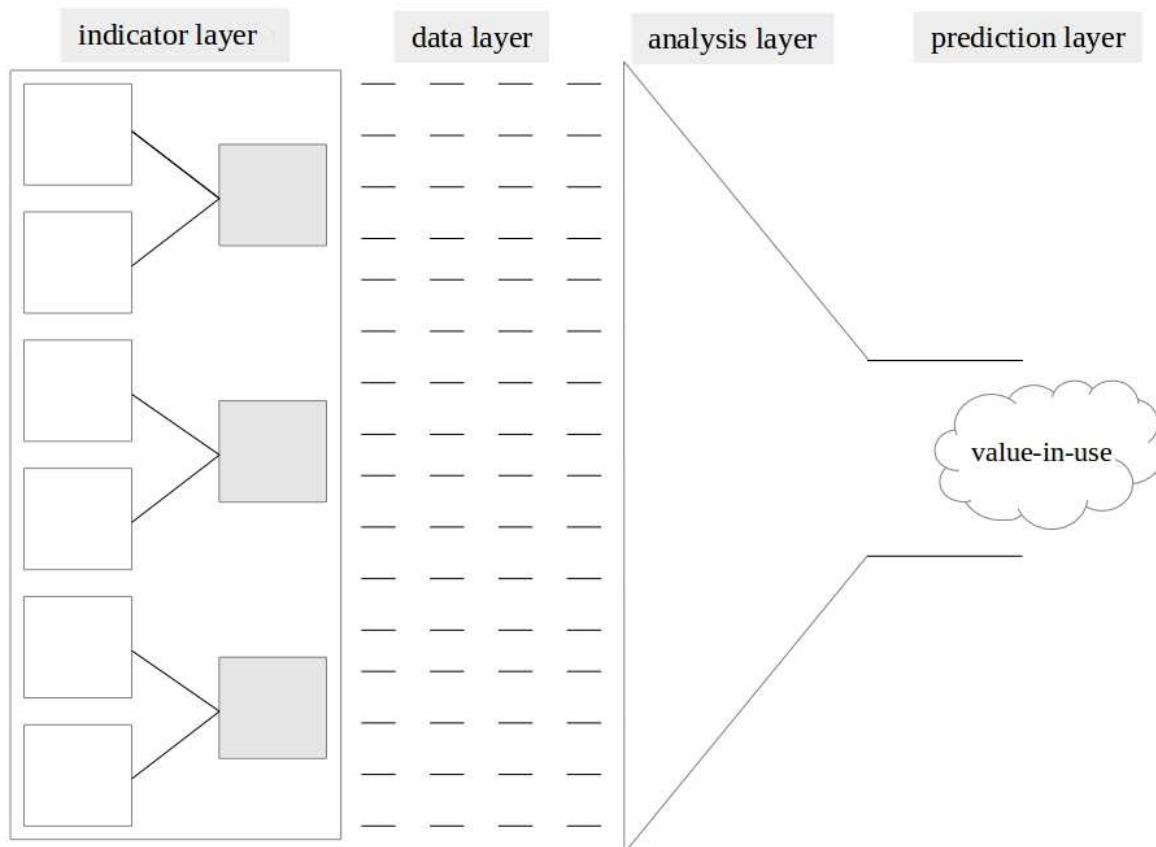 indicator layer
data layer
analysis layer
prediction layer
value-in-use